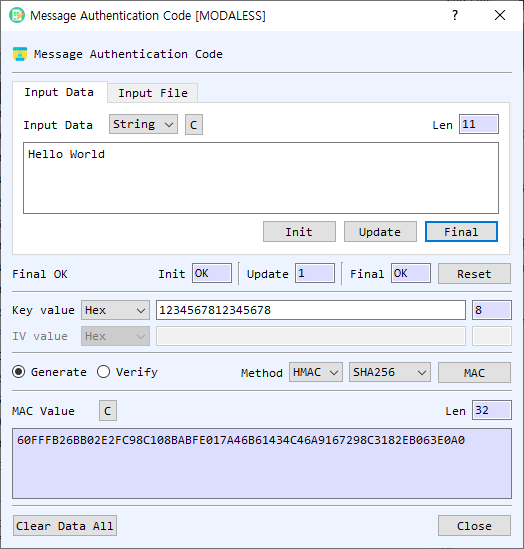 Message Authentication Code [MODALESS] ? ×
Message Authentication Code
Input Data Input File
Input Data String C Len 11
Hello World
Init Update Final
Final OK Init OK Update 1 Final OK Reset
Key value Hex 1234567812345678 8
IV value Hex
Generate Verify Method HMAC SHA256 MAC
MAC Value C Len 32
60FFFB26BB02E2FC98C108BABFE017A46B61434C46A9167298C3182EB063E0A0
Clear Data All Close